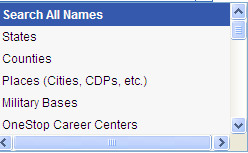 Search All Names
States
Counties
Places (Cities, CDPs, etc.)
Military Bases
OneStop Career Centers